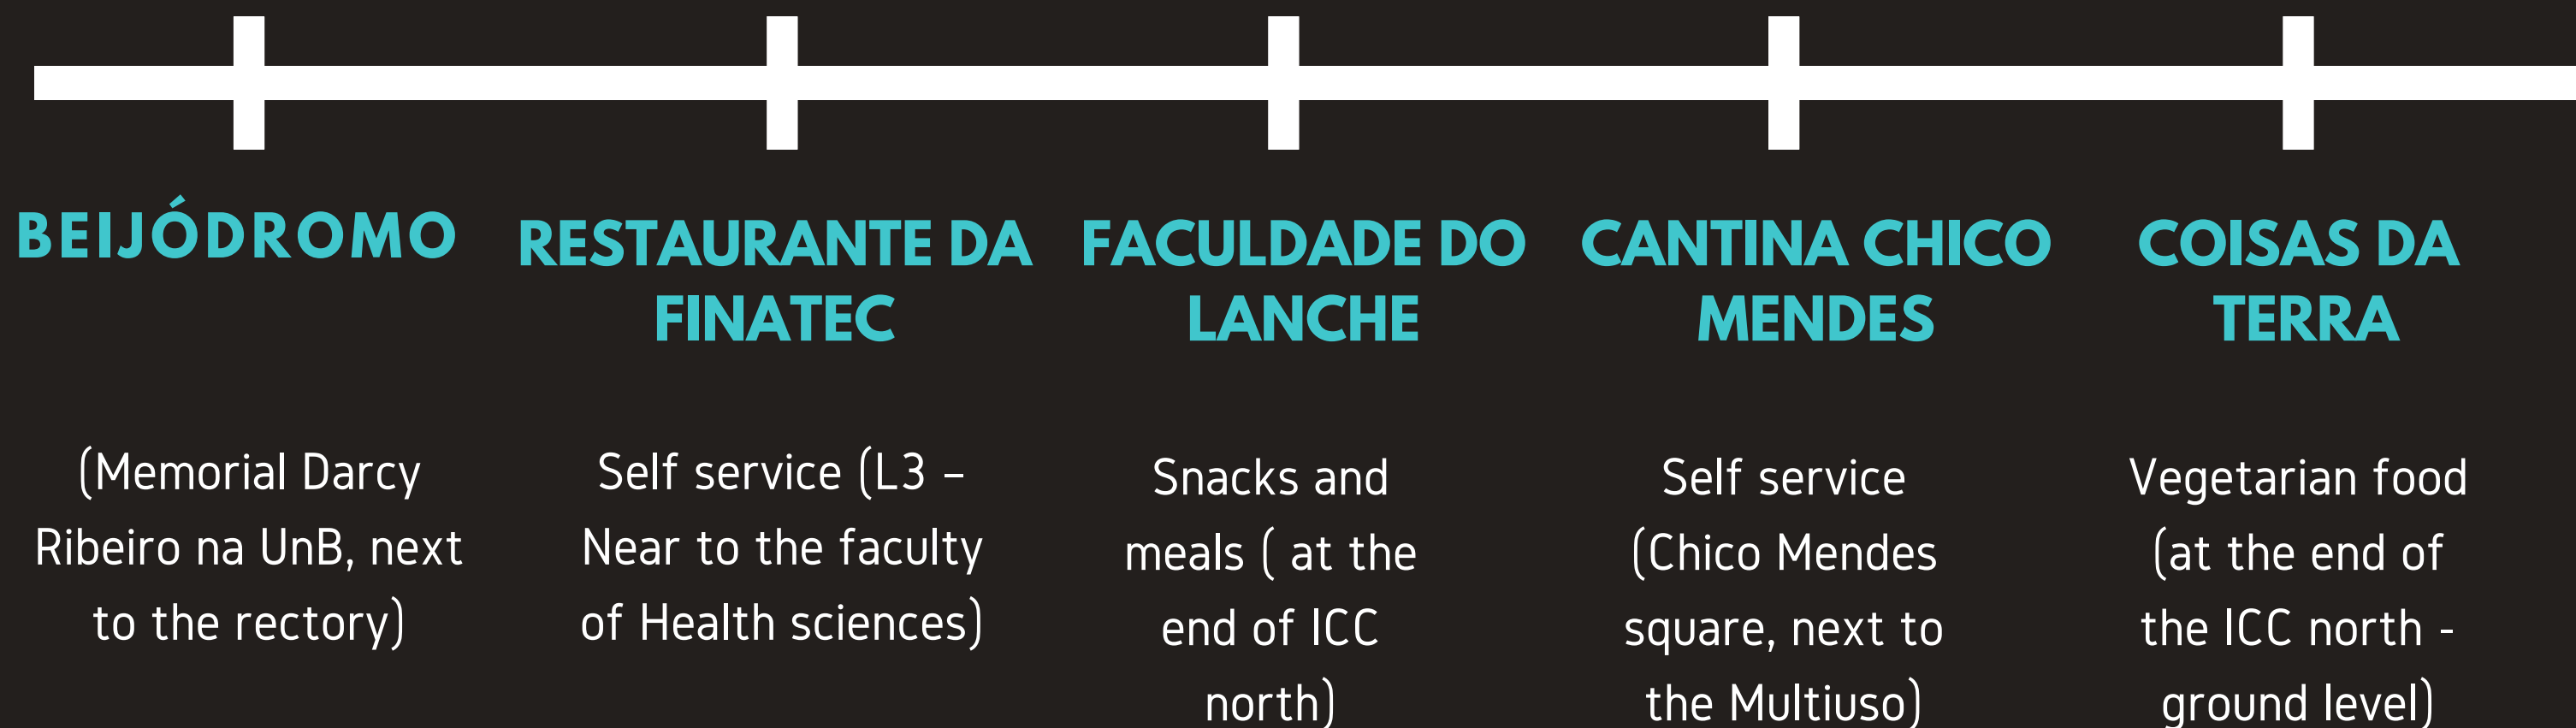 BEIJÓDROMO
(Memorial Darcy
Ribeiro na UnB, next
to the rectory)
RESTAURANTE DA
FINATEC
Self service (L3 –
Near to the faculty
of Health sciences)
FACULDADE DO
LANCHE
Snacks and
meals ( at the
end of ICC
north)
CANTINA CHICO
MENDES
Self service
(Chico Mendes
square, next to
the Multiuso)
COISAS DA
TERRA
Vegetarian food
(at the end of
the ICC north -
ground level)